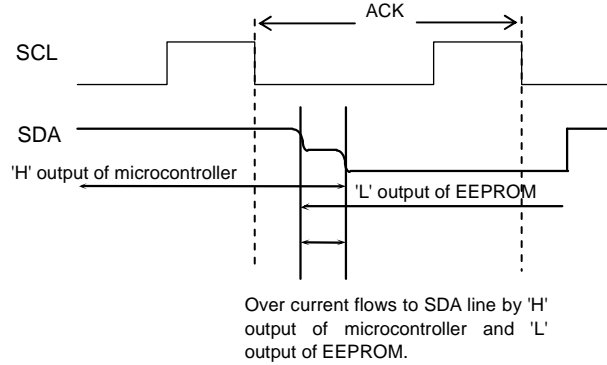 ACK
SCL
SDA
'H' output of microcontroller
'L' output of EEPROM
Over current flows to SDA line by 'H'
output of microcontroller and 'L'
output of EEPROM.